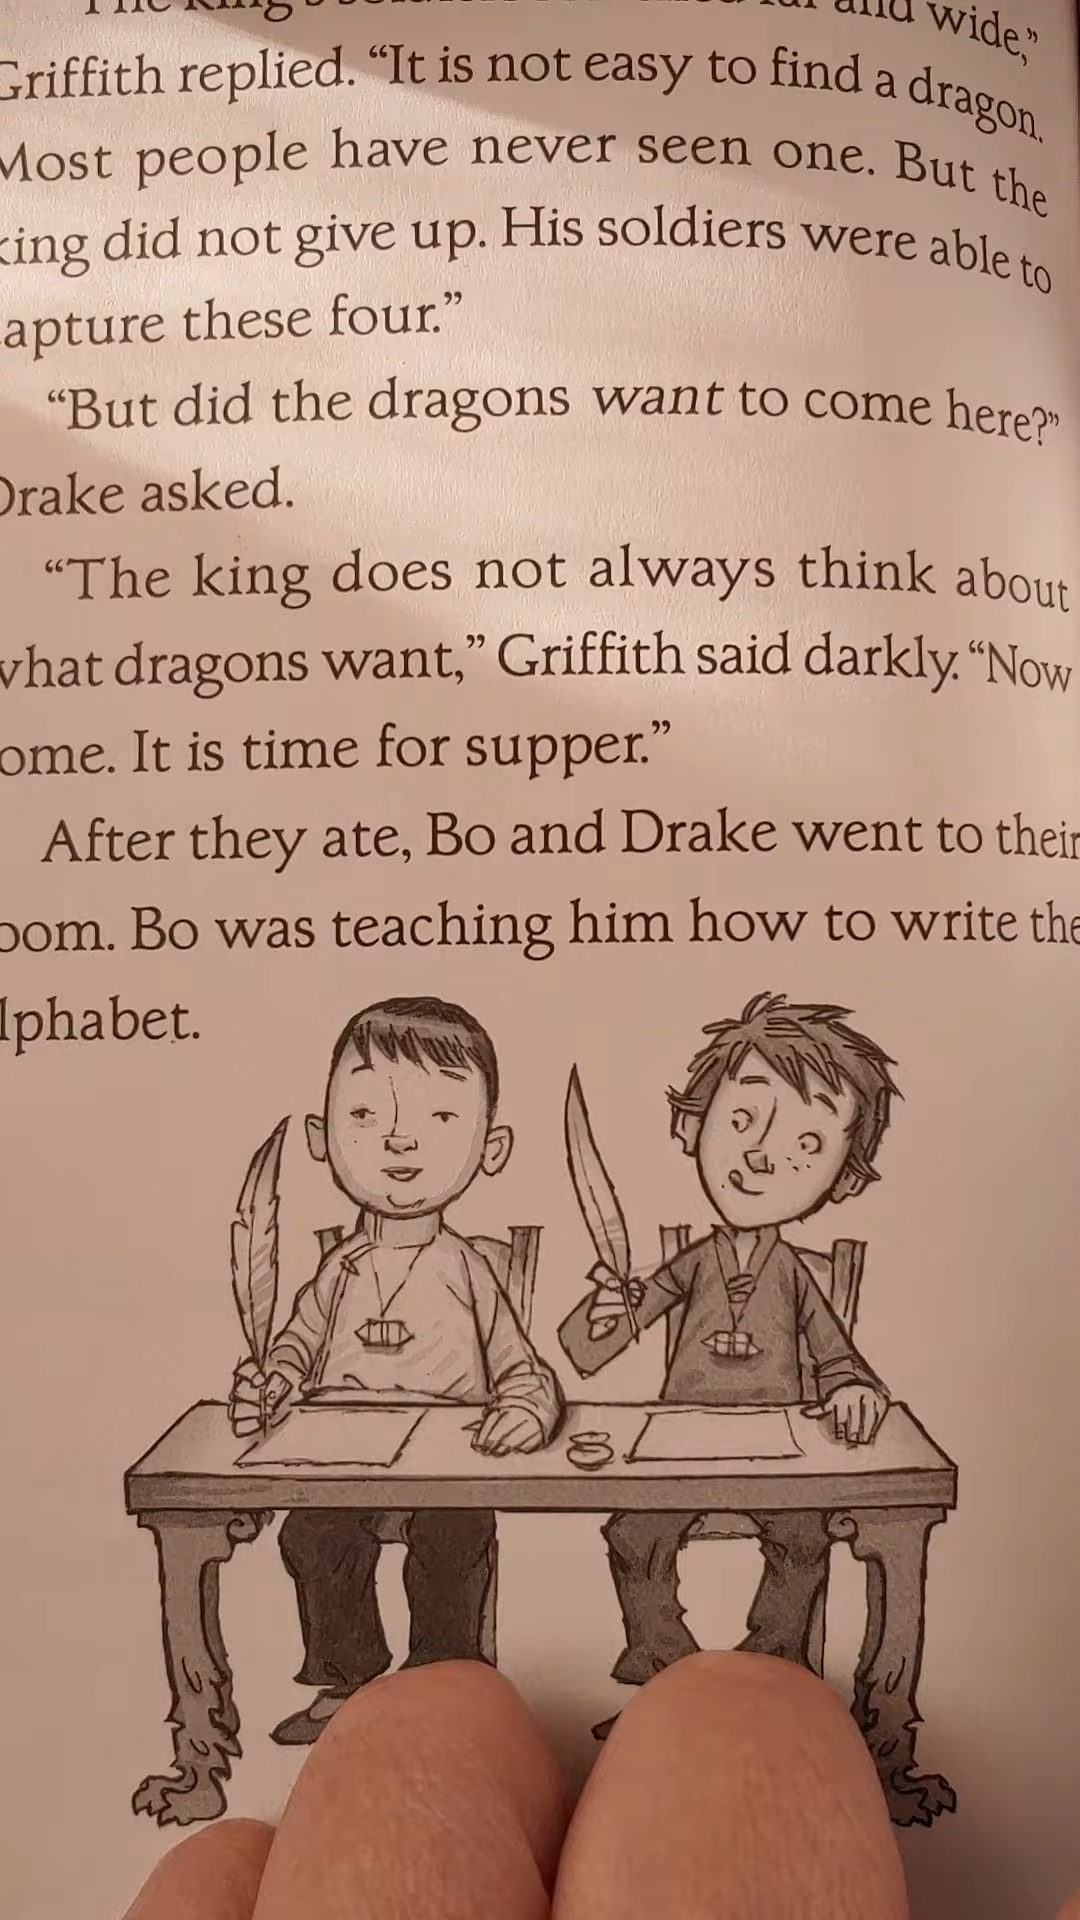 and wide,”
Griffith replied. “It is not easy to find a dragon.
Most people have never seen one. But the
king did not give up. His soldiers were able to
apture these four.”
“But did the dragons want to come here?”
Drake asked.
“The king does not always think about
what dragons want,” Griffith said darkly. “Now
ome. It is time for supper.”
After they ate, Bo and Drake went to their
oom. Bo was teaching him how to write the
lphabet.